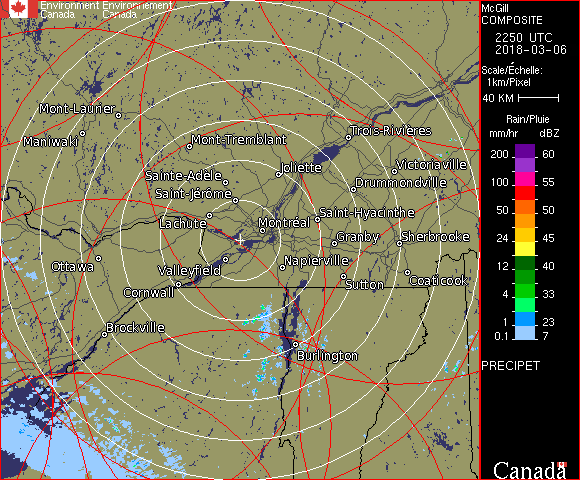 Environment Environnement
Canada Canada
McGill
COMPOSITE
2250 UTC
2018-03-06
Scale/Échelle:
1km/Pixel
40 KM
Rain/Pluie
mm/hr dBZ
200 60
100 55
50 50
24 45
12 40
4 33
1 23
0.1 7
PRECIPET
Canada
Mont-Laurier
Maniwaki
Mont-Tremblant
Trois-Rivières
Joliette
Victoriaville
Sainte-Adèle
Drummondville
Saint-Jérôme
Lachute
Montréal
Saint-Hyacinthe
Granby
Sherbrooke
Ottawa
Valleyfield
Napierville
Cornwall
Sutton
Coaticook
Brockville
Burlington